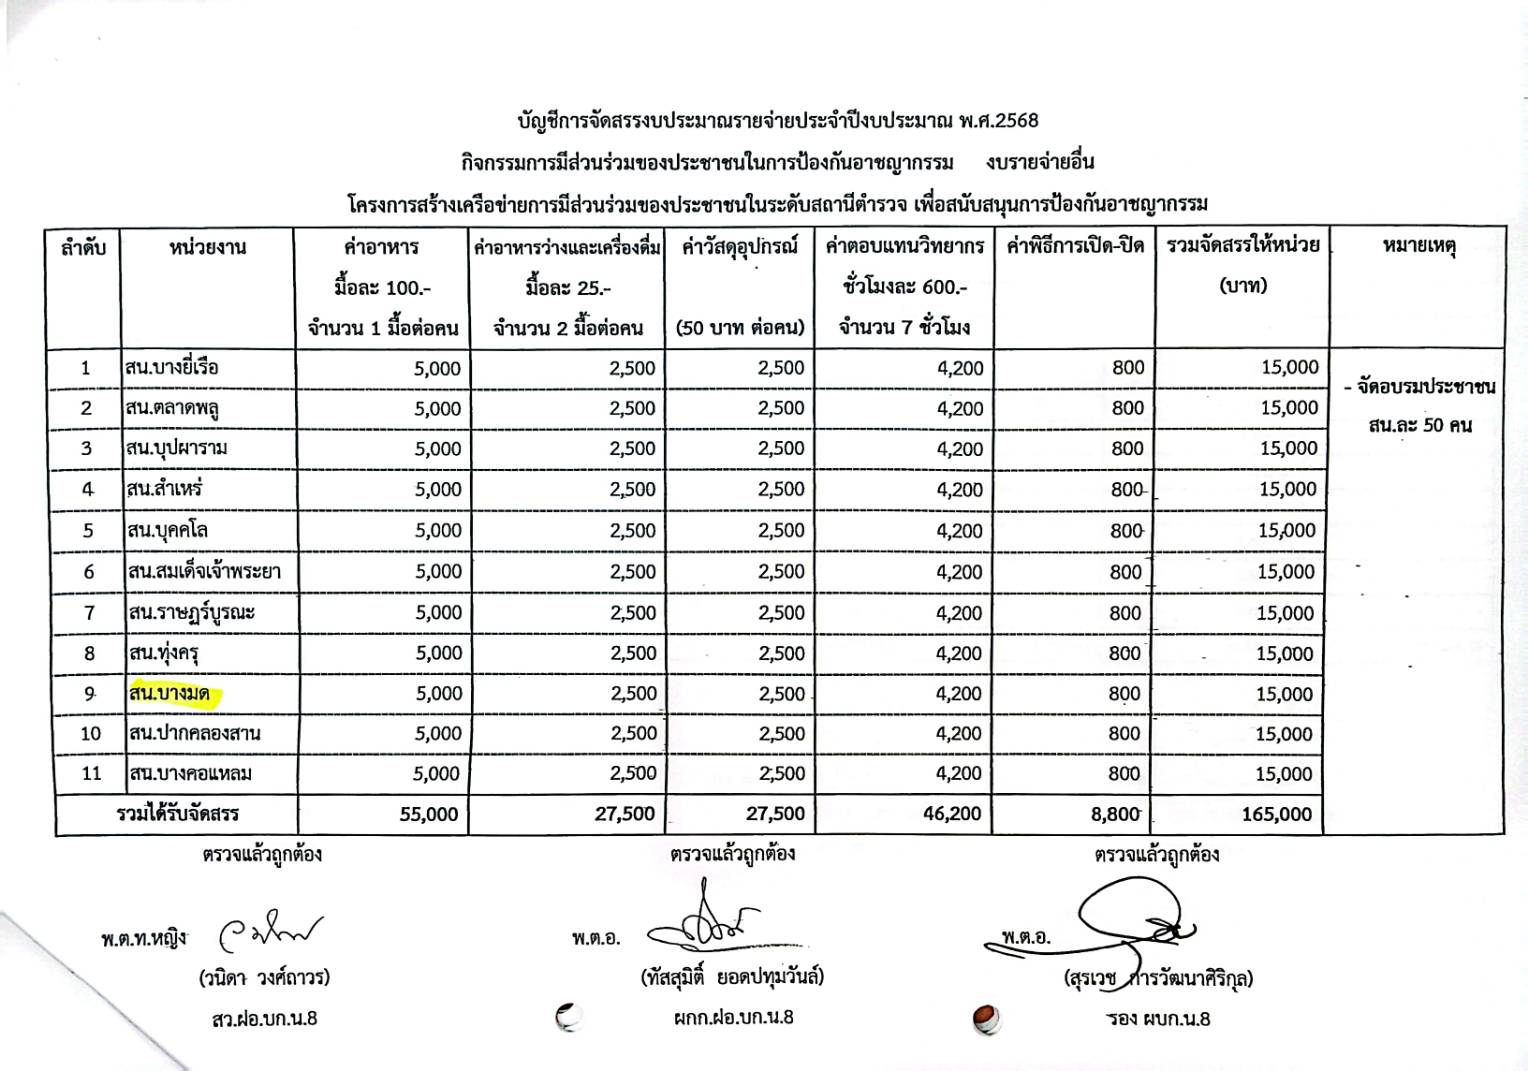 บัญชีการจัดสรรงบประมาณรายจ่ายประจำปีงบประมาณ พ.ศ.2568
กิจกรรมการมีส่วนร่วมของประชาชนในการป้องกันอาชญากรรม งบรายจ่ายอื่น
โครงการสร้างเครือข่ายการมีส่วนร่วมของประชาชนในระดับสถานีตำรวจ เพื่อสนับสนุนการป้องกันอาชญากรรม
ลำดับ หน่วยงาน ค่าอาหาร ค่าอาหารว่างและเครื่องดื่ม ค่าวัสดุอุปกรณ์ ค่าตอบแทนวิทยากร ค่าพิธีการเปิด-ปิด รวมจัดสรรให้หน่วย หมายเหตุ
มื้อละ 100.- มื้อละ 25.- ชั่วโมงละ 600.- (บาท)
จำนวน 1 มื้อต่อคน จำนวน 2 มื้อต่อคน (50 บาท ต่อคน) จำนวน 7 ชั่วโมง
1 สน.บางยี่เรือ 5,000 2,500 2,500 4,200 800 15,000
- จัดอบรมประชาชน
2 สน.ตลาดพลู 5,000 2,500 2,500 4,200 800 15,000
สน.ละ 50 คน
3 สน.บุปผาราม 5,000 2,500 2,500 4,200 800 15,000
4 สน.สำเหร่ 5,000 2,500 2,500 4,200 800 15,000
5 สน.บุคคโล 5,000 2,500 2,500 4,200 800 15,000
6 สน.สมเด็จเจ้าพระยา 5,000 2,500 2,500 4,200 800 15,000
7 สน.ราษฎร์บูรณะ 5,000 2,500 2,500 4,200 800 15,000
8 สน.ทุ่งครุ 5,000 2,500 2,500 4,200 800 15,000
9 สน.บางมด 5,000 2,500 2,500 4,200 800 15,000
10 สน.ปากคลองสาน 5,000 2,500 2,500 4,200 800 15,000
11 สน.บางคอแหลม 5,000 2,500 2,500 4,200 800 15,000
รวมได้รับจัดสรร 55,000 27,500 27,500 46,200 8,800 165,000
ตรวจแล้วถูกต้อง ตรวจแล้วถูกต้อง ตรวจแล้วถูกต้อง
พ.ต.ท.หญิง พ.ต.อ. พ.ต.อ.
(วนิดา วงศ์ถาวร) (ทัสสุมิติ์ ยอดปทุมวันล์) (สุรเวช การวัฒนาศิริกุล)
สว.ฝอ.บก.น.8 ผกก.ฝอ.บก.น.8 รอง ผบก.น.8